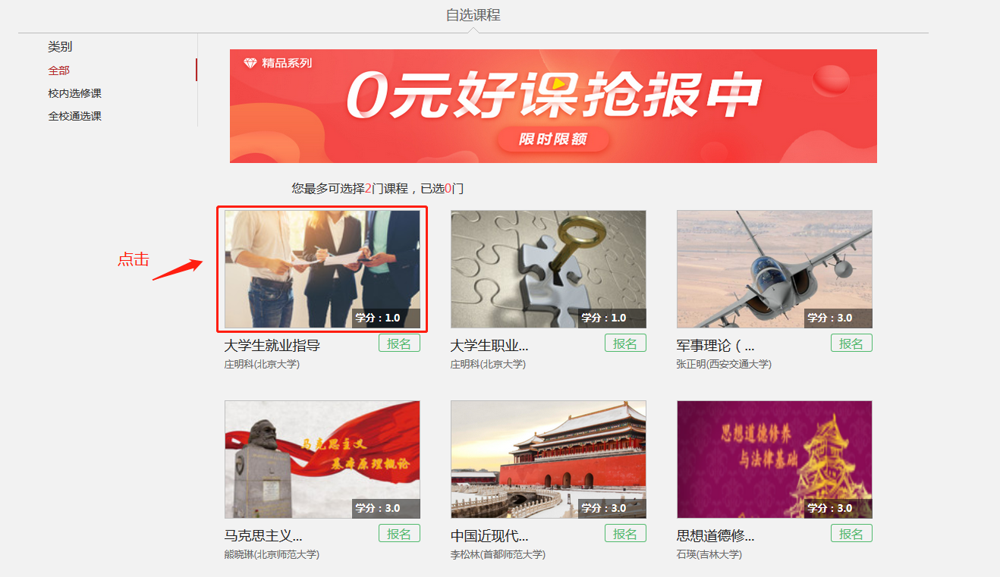 自选课程
类别
全部
校内选修课
全校通选课
精品系列
0元好课抢报中
限时限额
您最多可选择2门课程，已选0门
点击
学分：1.0
学分：1.0
学分：3.0
大学生就业指导
报名
大学生职业...
报名
军事理论（...
报名
庄明科(北京大学)
庄明科(北京大学)
张正明(西安交通大学)
马克思主义
基本原理概论
思想道德修养
与法律基础
学分：3.0
学分：3.0
学分：3.0
马克思主义...
报名
中国近现代...
报名
思想道德修...
报名
熊晓琳(北京师范大学)
李松林(首都师范大学)
石瑛(吉林大学)